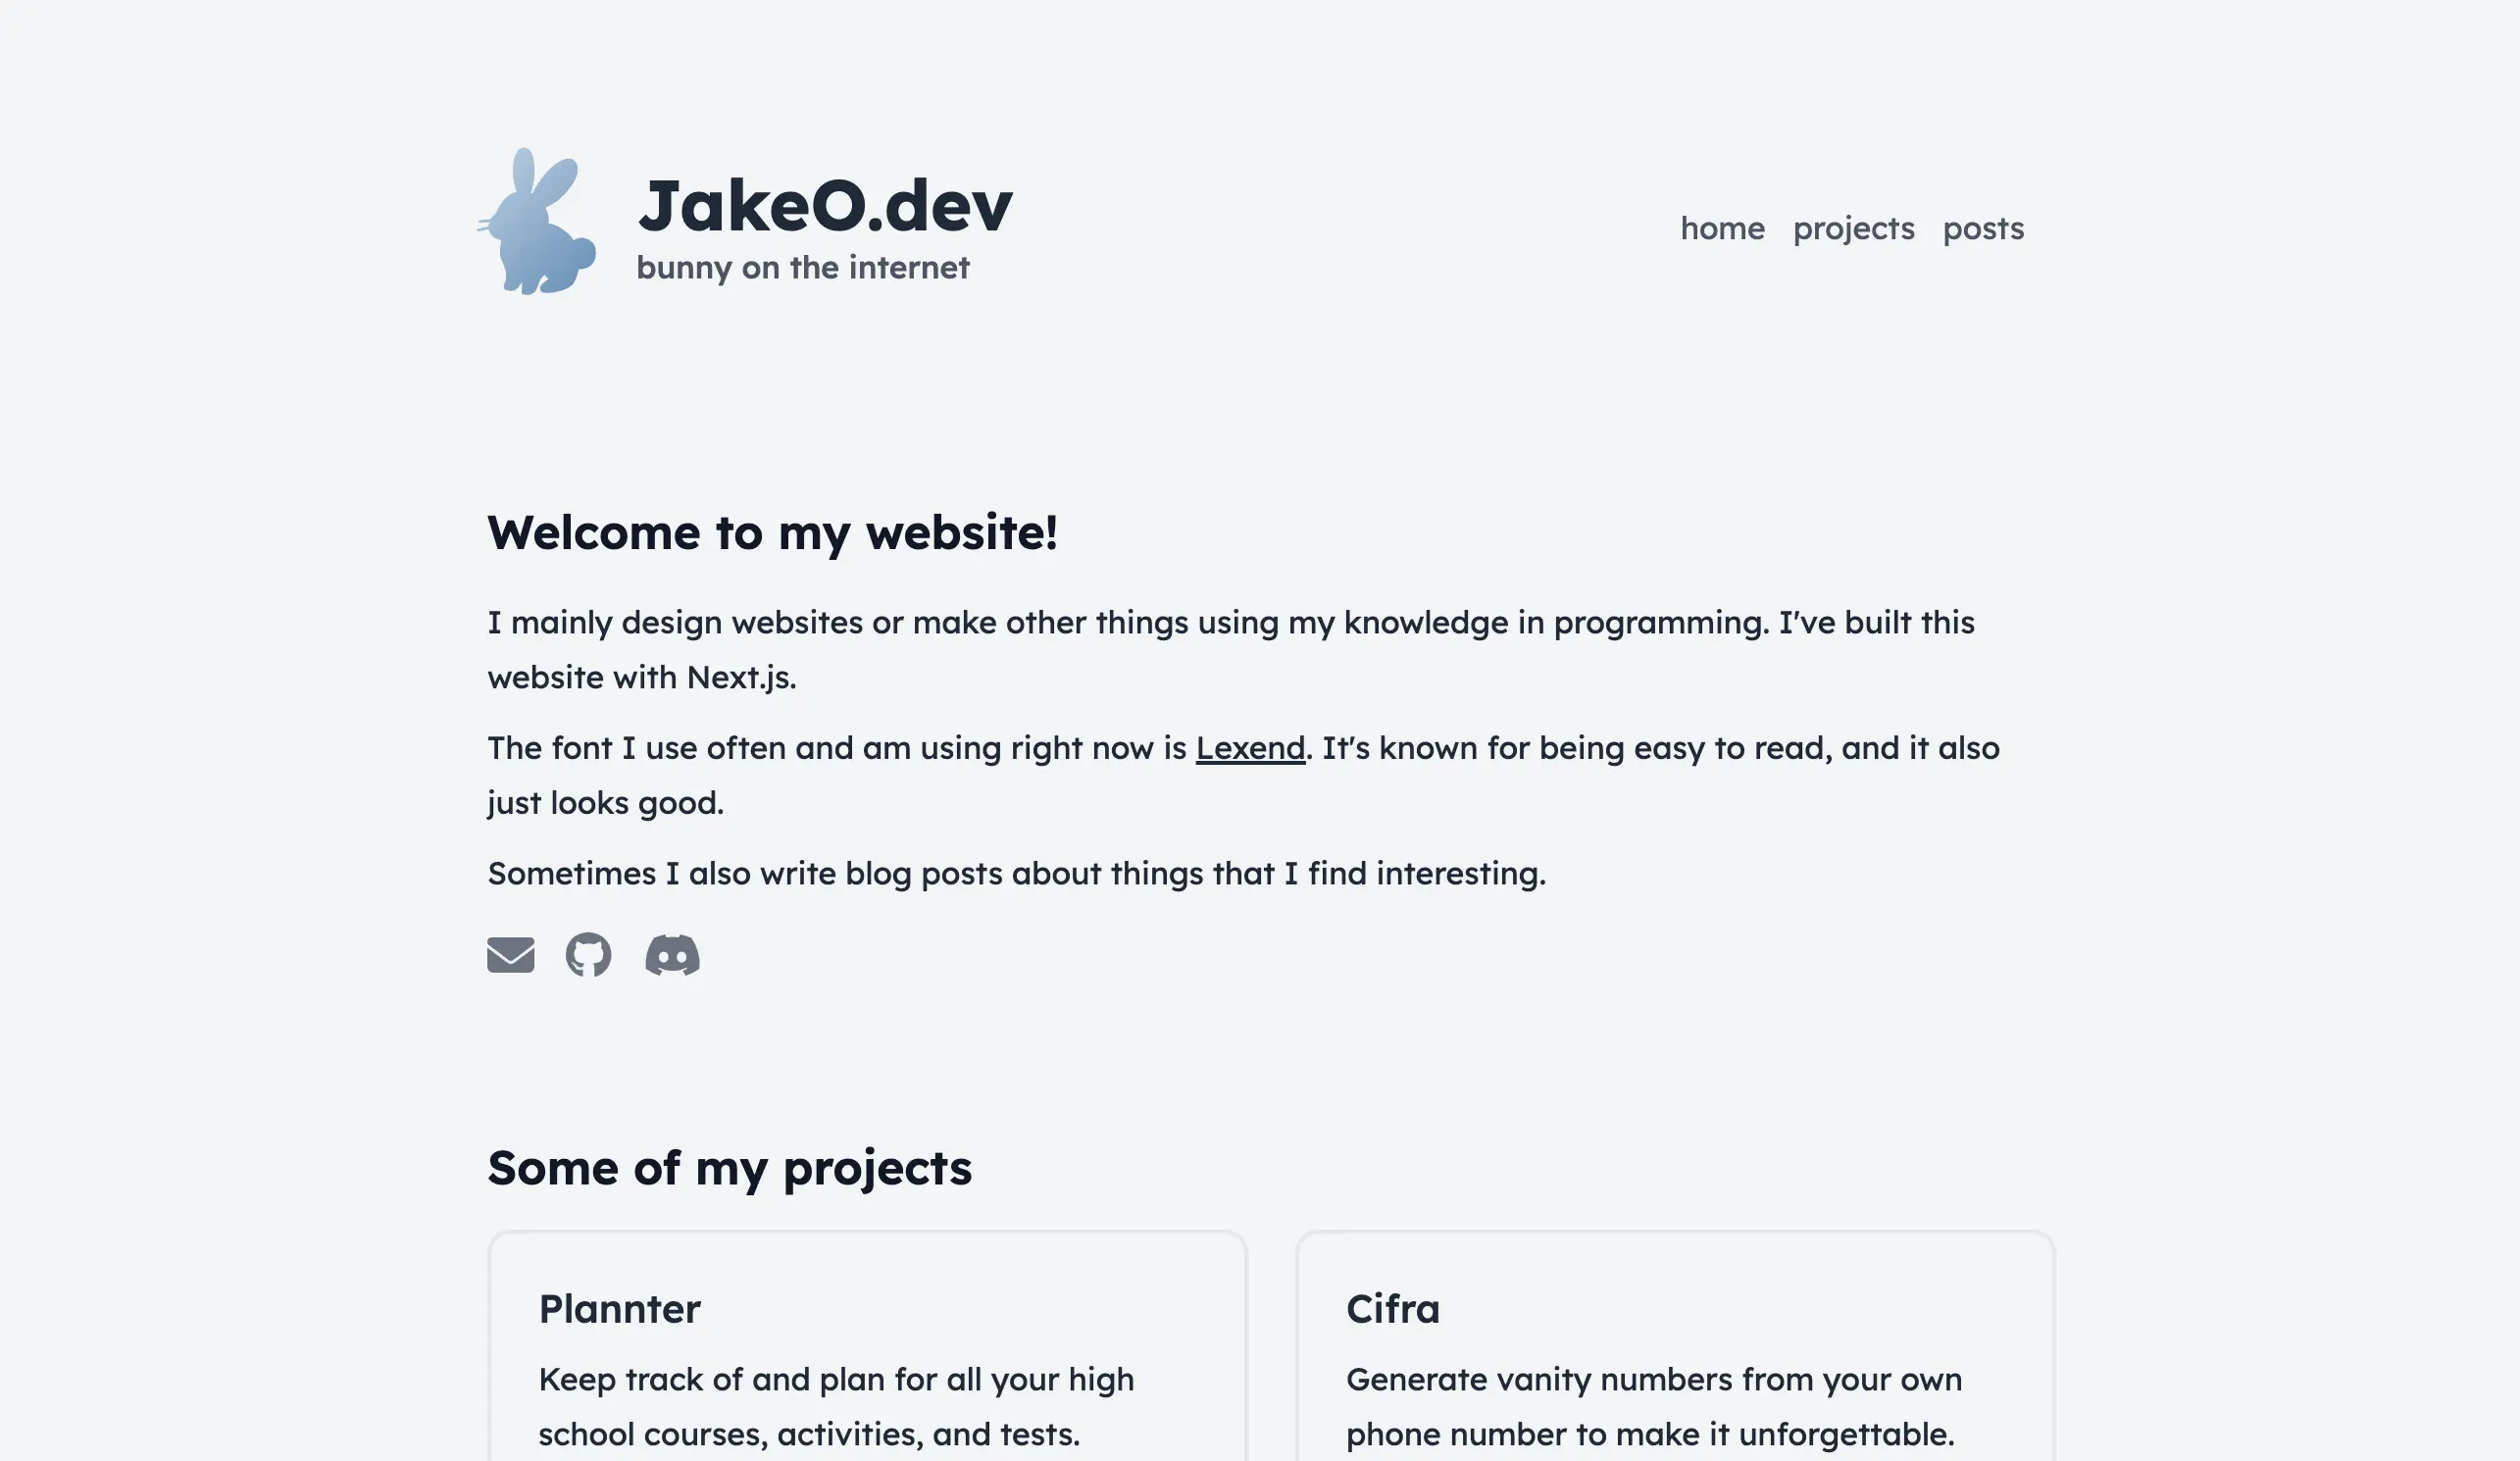 JakeO.dev
bunny on the internet
home projects posts
Welcome to my website!
I mainly design websites or make other things using my knowledge in programming. I've built this
website with Next.js.
The font I use often and am using right now is Lexend. It's known for being easy to read, and it also
just looks good.
Sometimes I also write blog posts about things that I find interesting.
Some of my projects
Plannter
Keep track of and plan for all your high
school courses, activities, and tests.
Cifra
Generate vanity numbers from your own
phone number to make it unforgettable.